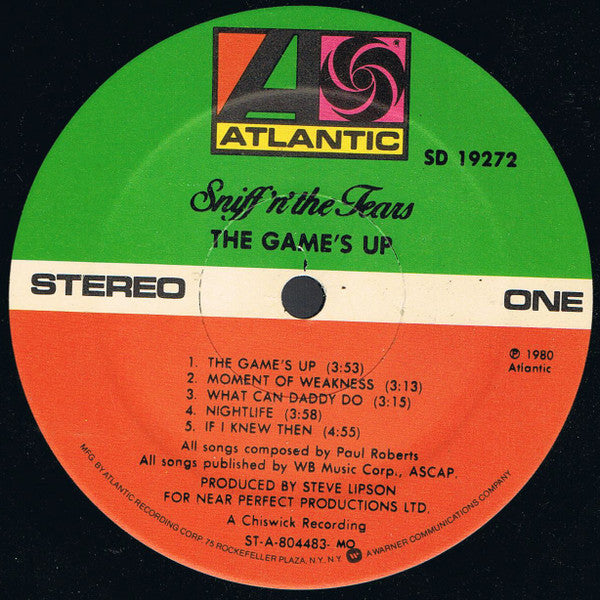 ATLANTIC
SD 19272
Sniff 'n' the Tears
THE GAME'S UP
STEREO
ONE
℗ 1980
Atlantic
1. THE GAME'S UP (3:53)
2. MOMENT OF WEAKNESS (3:13)
3. WHAT CAN DADDY DO (3:15)
4. NIGHTLIFE (3:58)
5. IF I KNEW THEN (4:55)
All songs composed by Paul Roberts
All songs published by WB Music Corp., ASCAP.
PRODUCED BY STEVE LIPSON
FOR NEAR PERFECT PRODUCTIONS LTD.
A Chiswick Recording
ST-A-804483- MO
MFG. BY ATLANTIC RECORDING CORP. 75 ROCKEFELLER PLAZA, N.Y. N.Y. A WARNER COMMUNICATIONS COMPANY